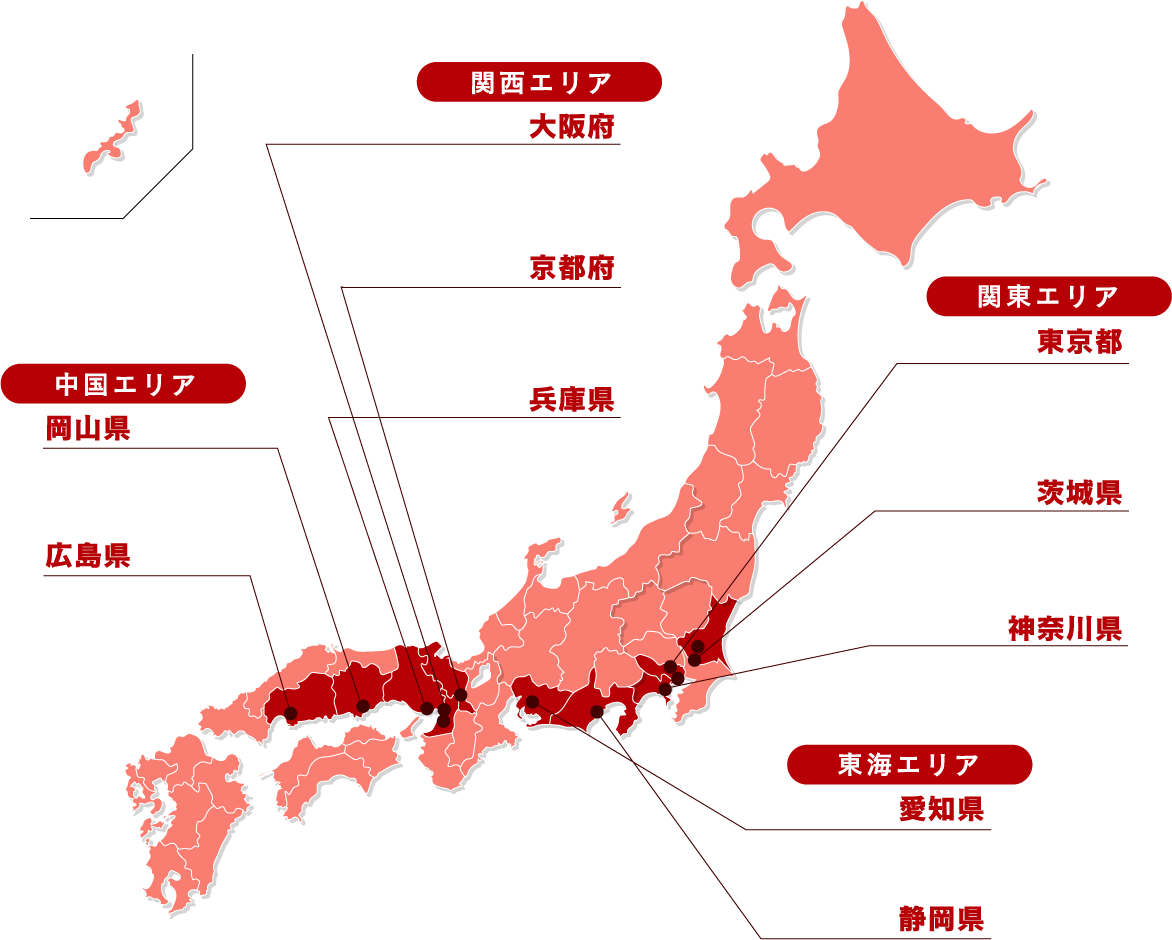 関西エリア
大阪府
京都府
兵庫県
中国エリア
岡山県
広島県
関東エリア
東京都
茨城県
神奈川県
東海エリア
愛知県
静岡県